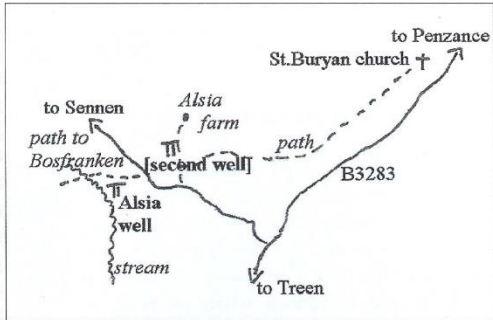 to Penzance
St.Buryan church
to Sennen
Alsia
farm
path to
Bosfranken
[second well]
path
B3283
Alsia
well
stream
to Treen